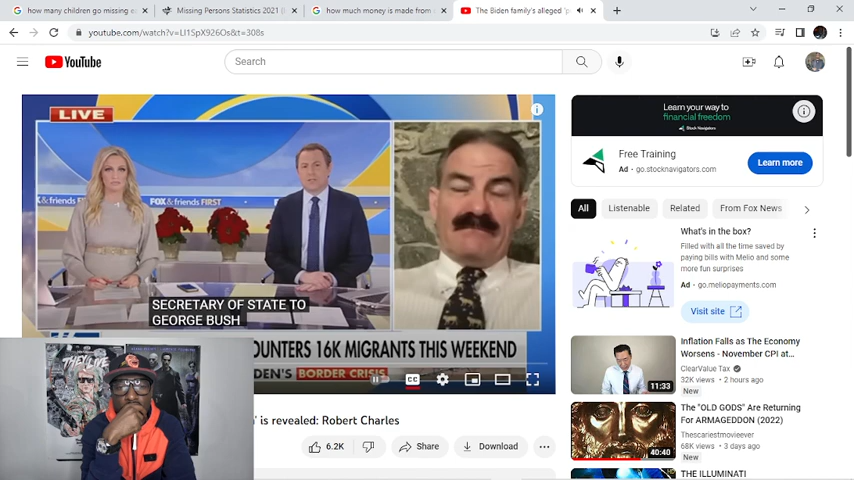 how many children go missing e
Missing Persons Statistics 2021 (
how much money is made from
The Biden family's alleged 'p
youtube.com/watch?v=LI1SpX926Os&t=308s
YouTube
Search
LIVE
FOX & friends FIRST
& friends FIRST
SECRETARY OF STATE TO
GEORGE BUSH
OUNTERS 16K MIGRANTS THIS WEEKEND
DEN'S BORDER CRISIS
CC
THEY LIVE
' is revealed: Robert Charles
6.2K
Share
Download
Learn your way to
financial freedom
Stock Navigators
Free Training
Ad · go.stocknavigators.com
Learn more
All
Listenable
Related
From Fox News
What's in the box?
Filled with all the time saved by
paying bills with Melio and some
more fun surprises
Ad · go.meliopayments.com
Visit site
Inflation Falls as The Economy
Worsens - November CPI at...
ClearValue Tax
32K views • 2 hours ago
New
11:33
The "OLD GODS" Are Returning
For ARMAGEDDON (2022)
Thescariestmovieever
68K views • 3 days ago
New
40:40
THE ILLUMINATI